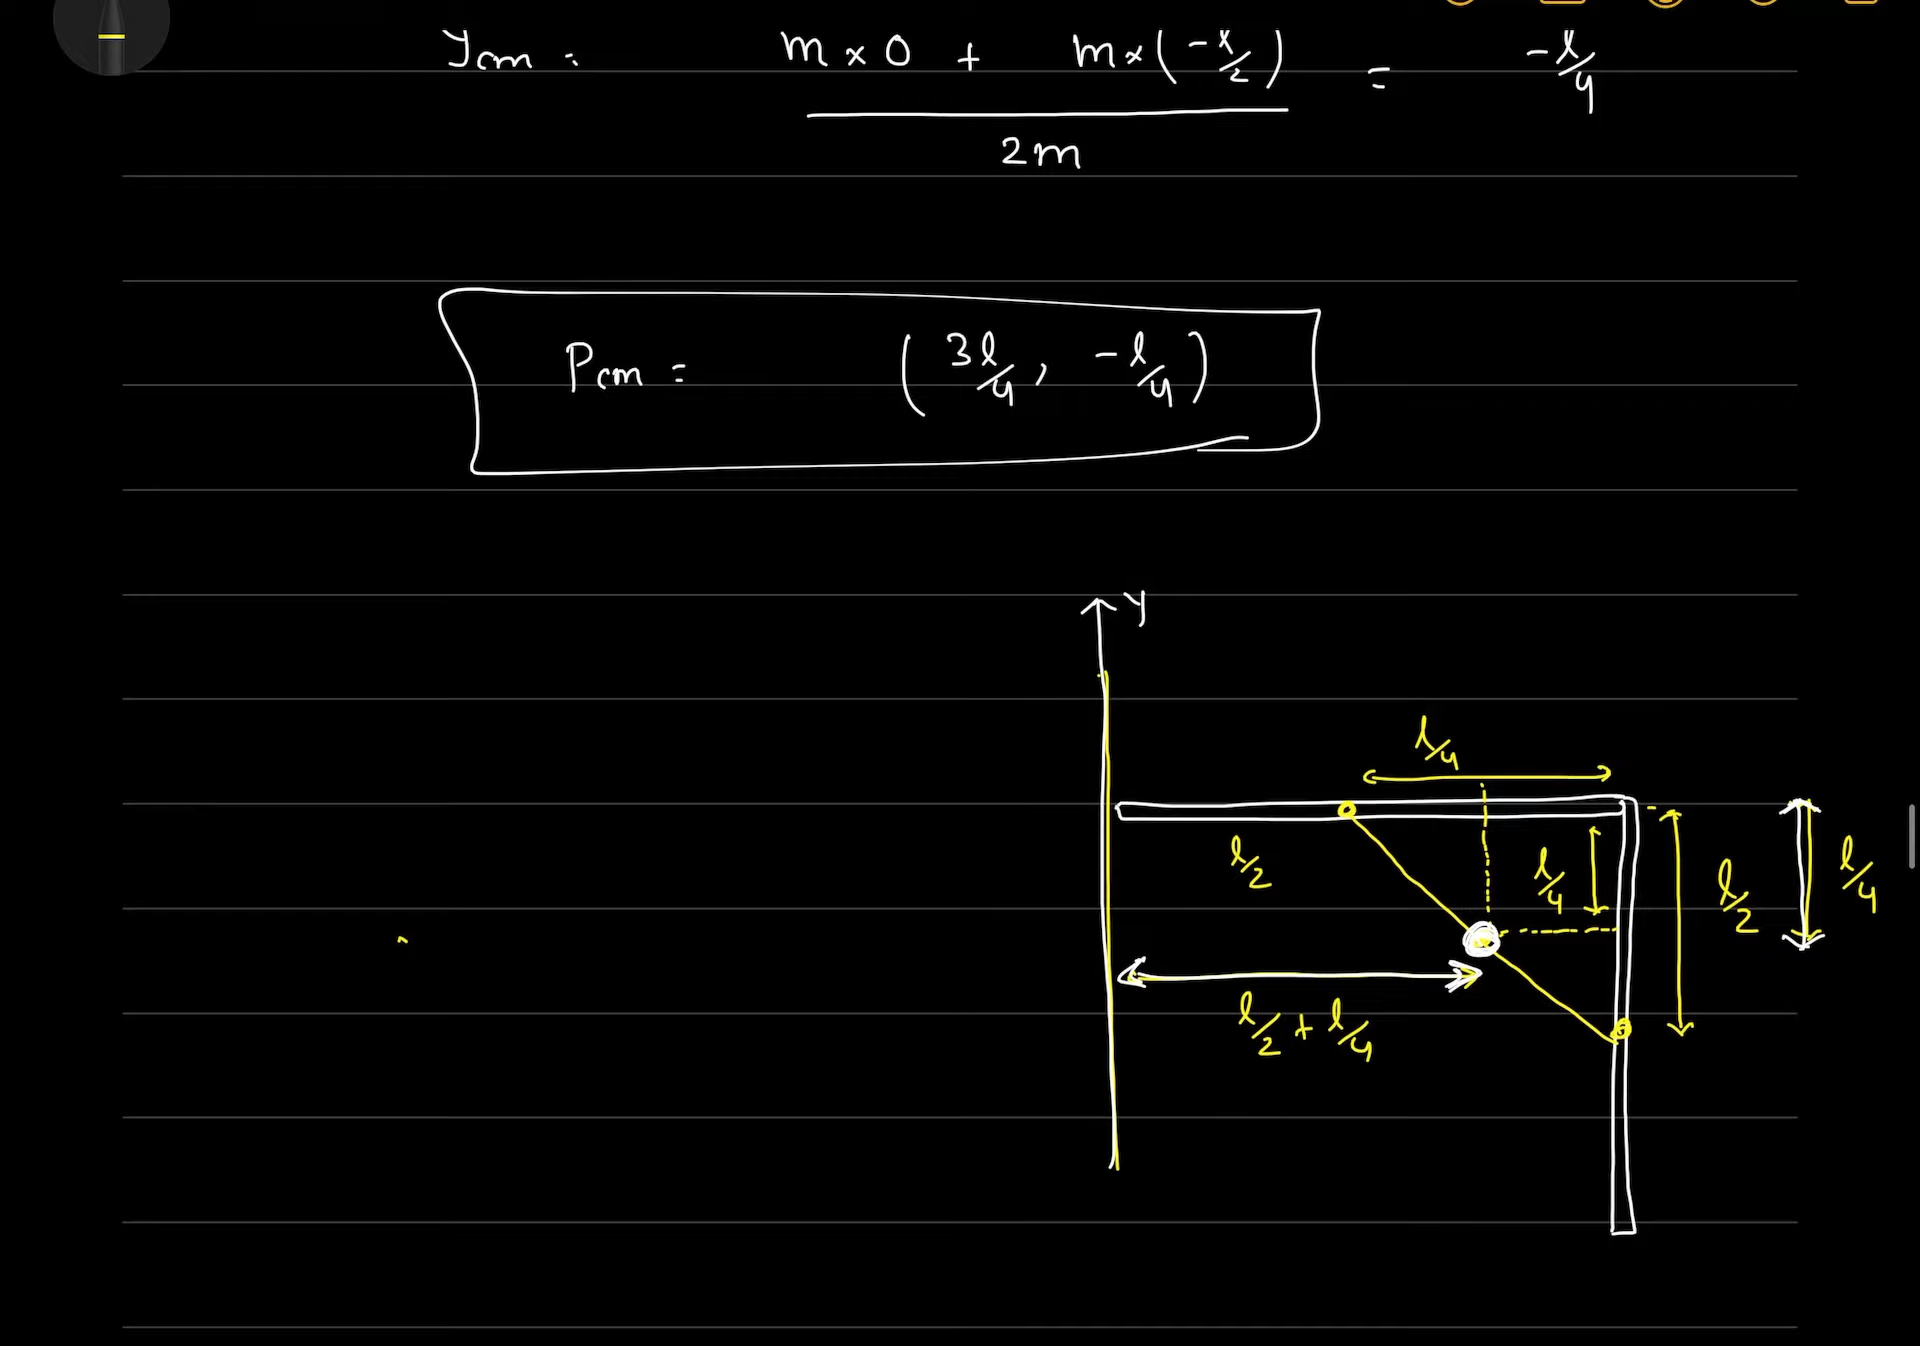 Ycm = m × 0 + m × (-l/2) = -l/4
2m
Pcm = (3l/4, -l/4)
Y
l/4
l/2
l/4
l/2
l/4
l/2 + l/4